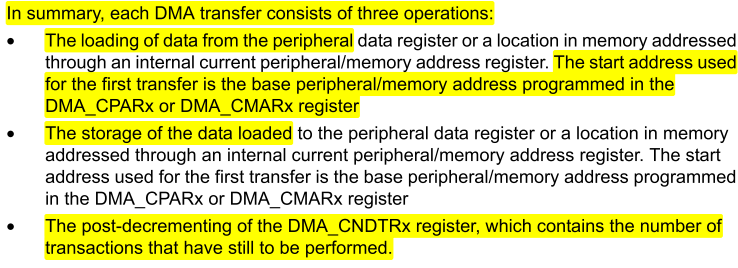 In summary, each DMA transfer consists of three operations:
• The loading of data from the peripheral data register or a location in memory addressed
through an internal current peripheral/memory address register. The start address used
for the first transfer is the base peripheral/memory address programmed in the
DMA_CPARx or DMA_CMARx register
• The storage of the data loaded to the peripheral data register or a location in memory
addressed through an internal current peripheral/memory address register. The start
address used for the first transfer is the base peripheral/memory address programmed
in the DMA_CPARx or DMA_CMARx register
• The post-decrementing of the DMA_CNDTRx register, which contains the number of
transactions that have still to be performed.